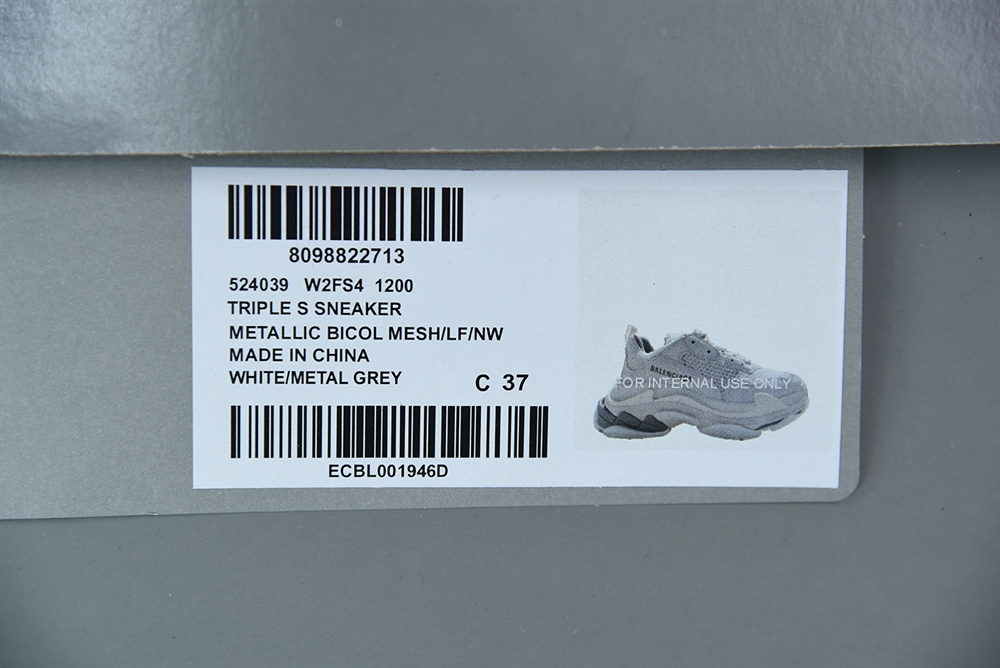 8098822713
524039 W2FS4 1200
TRIPLE S SNEAKER
METALLIC BICOL MESH/LF/NW
MADE IN CHINA
WHITE/METAL GREY
C 37
ECBL001946D
BALENCIAGA
FOR INTERNAL USE ONLY